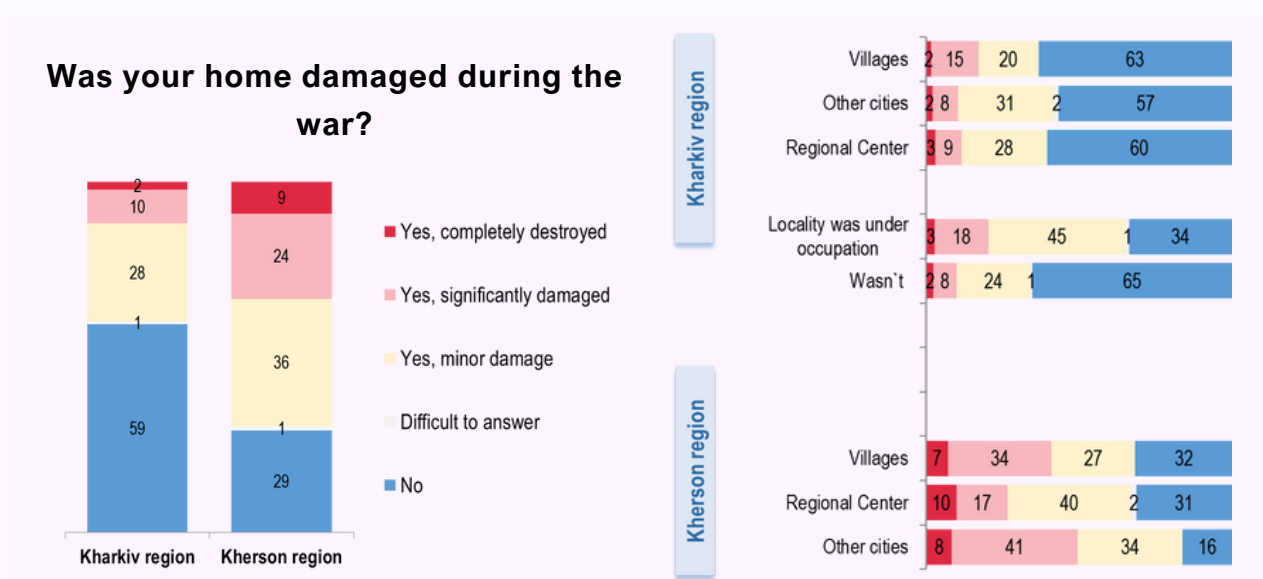 Was your home damaged during the
war?
2
10
28
1
59
Kharkiv region
9
24
36
1
29
Kherson region
Yes, completely destroyed
Yes, significantly damaged
Yes, minor damage
Difficult to answer
No
Kharkiv region
Villages 2 15 20 63
Other cities 2 8 31 2 57
Regional Center 3 9 28 60
Locality was under
occupation 3 18 45 1 34
Wasn`t 2 8 24 1 65
Kherson region
Villages 7 34 27 32
Regional Center 10 17 40 2 31
Other cities 8 41 34 16